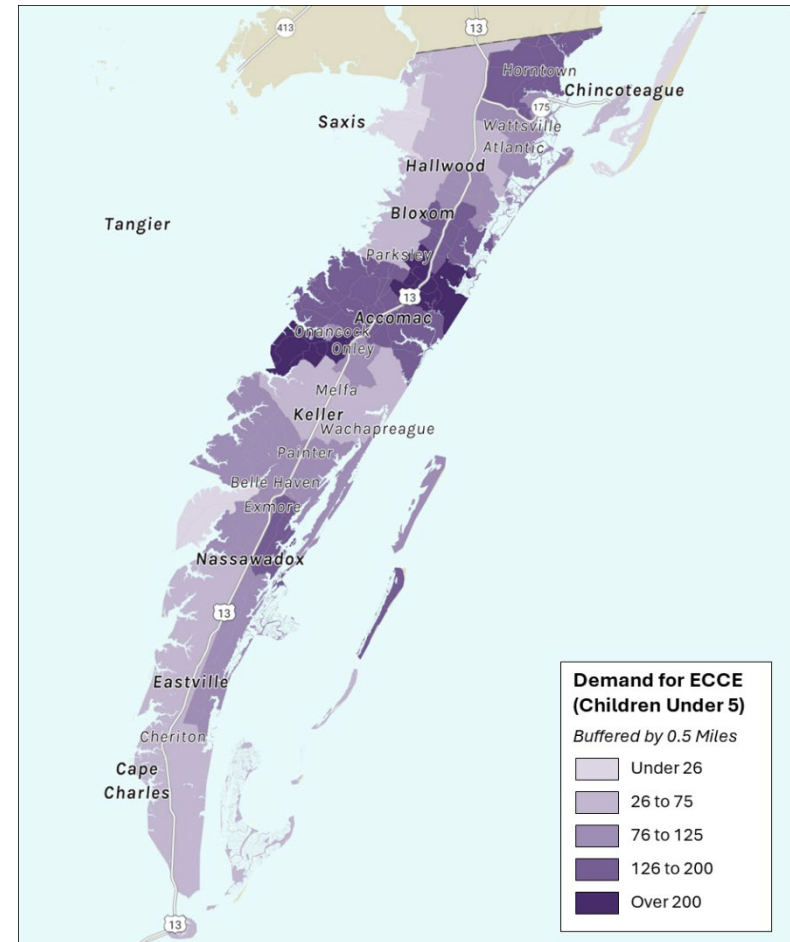 413
13
Horntown
Chincoteague
175
Saxis
Wattsville
Atlantic
Hallwood
Bloxom
Tangier
Parksley
13
Accomac
Onancock
Onley
Melfa
Keller
Wachapreague
Painter
Belle Haven
Exmore
Nassawadox
13
Eastville
Cheriton
Cape
Charles
13
Demand for ECCE
(Children Under 5)
Buffered by 0.5 Miles
Under 26
26 to 75
76 to 125
126 to 200
Over 200